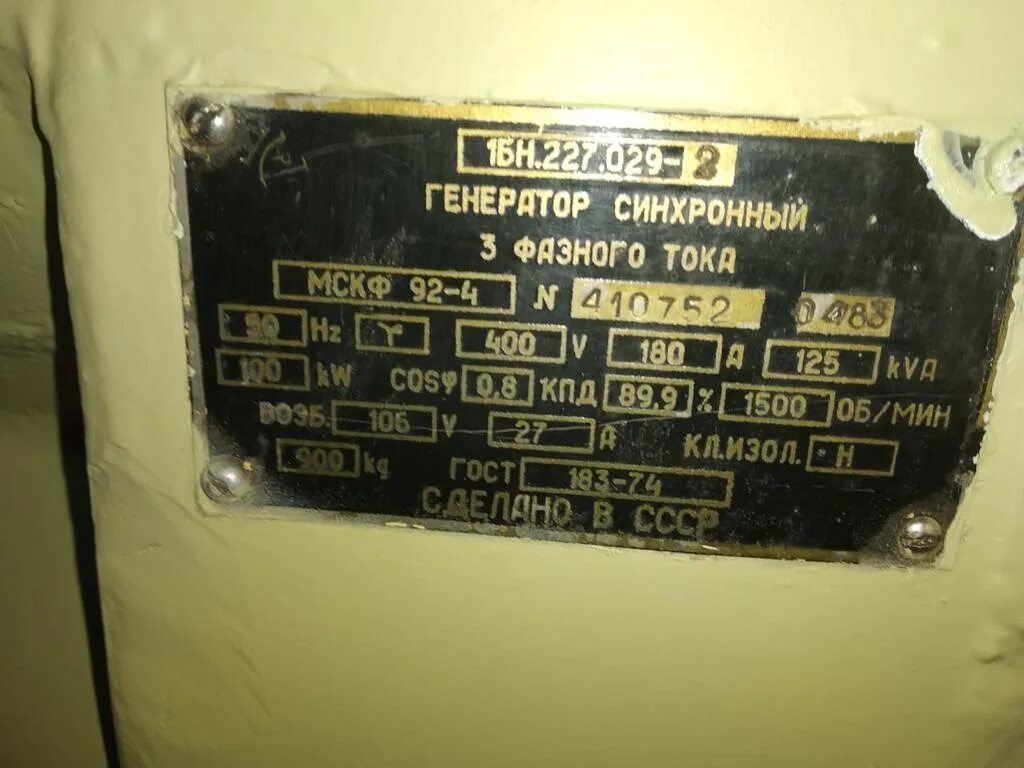 1БН.227.029-2
ГЕНЕРАТОР СИНХРОННЫЙ
3 ФАЗНОГО ТОКА
МСКФ 92-4 N 410752 0483
50 Hz Y 400 V 180 A 125 kVA
100 kW COSφ 0,8 КПД 89,9 % 1500 ОБ/МИН
ВОЗБ. 106 V 27 A КЛ.ИЗОЛ. Н
900 kg ГОСТ 183-74
СДЕЛАНО В СССР